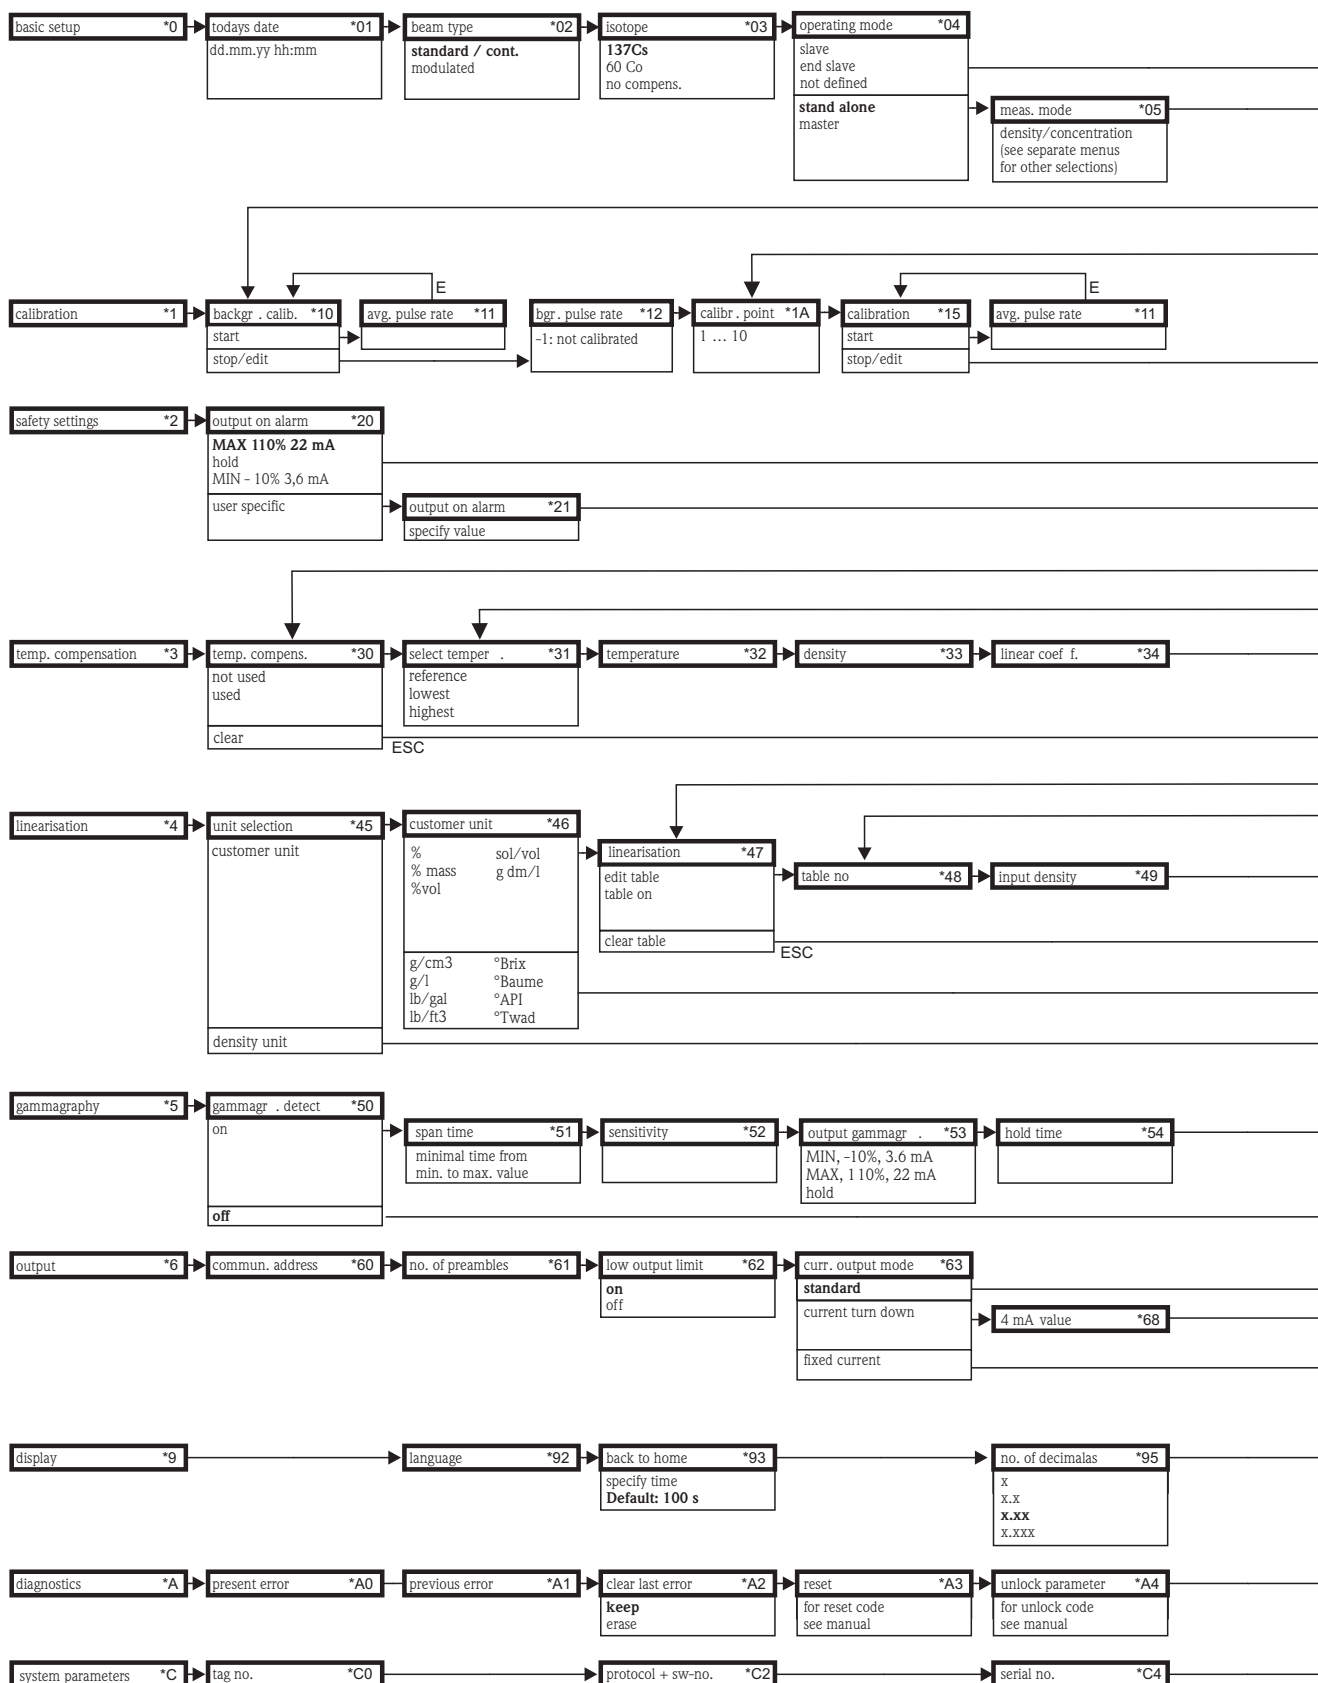 basic setup *0
todays date *01
beam type *02
isotope *03
operating mode *04
dd.mm.yy hh:mm
standard / cont.
modulated
137Cs
60 Co
no compens.
slave
end slave
not defined
stand alone
master
meas. mode *05
density/concentration
(see separate menus
for other selections)
E
E
calibration *1
backgr . calib. *10
avg. pulse rate *11
bgr. pulse rate *12
calibr . point *1A
calibration *15
avg. pulse rate *11
start
stop/edit
-1: not calibrated
1 ... 10
start
stop/edit
safety settings *2
output on alarm *20
MAX 110% 22 mA
hold
MIN - 10% 3,6 mA
user specific
output on alarm *21
specify value
temp. compensation *3
temp. compens. *30
select temper . *31
temperature *32
density *33
linear coef f. *34
not used
used
clear
ESC
reference
lowest
highest
linearisation *4
unit selection *45
customer unit *46
customer unit
density unit
% sol/vol
% mass g dm/l
%vol
g/cm3 °Brix
g/l °Baume
lb/gal °API
lb/ft3 °Twad
linearisation *47
edit table
table on
clear table
ESC
table no *48
input density *49
gammagraphy *5
gammagr . detect *50
on
off
span time *51
minimal time from
min. to max. value
sensitivity *52
output gammagr . *53
MIN, -10%, 3.6 mA
MAX, 110%, 22 mA
hold
hold time *54
output *6
commun. address *60
no. of preambles *61
low output limit *62
curr. output mode *63
on
off
standard
current turn down
fixed current
4 mA value *68
display *9
language *92
back to home *93
no. of decimalas *95
specify time
Default: 100 s
x
x.x
x.xx
x.xxx
diagnostics *A
present error *A0
previous error *A1
clear last error *A2
reset *A3
unlock parameter *A4
keep
erase
for reset code
see manual
for unlock code
see manual
system parameters *C
tag no. *C0
protocol + sw-no. *C2
serial no. *C4